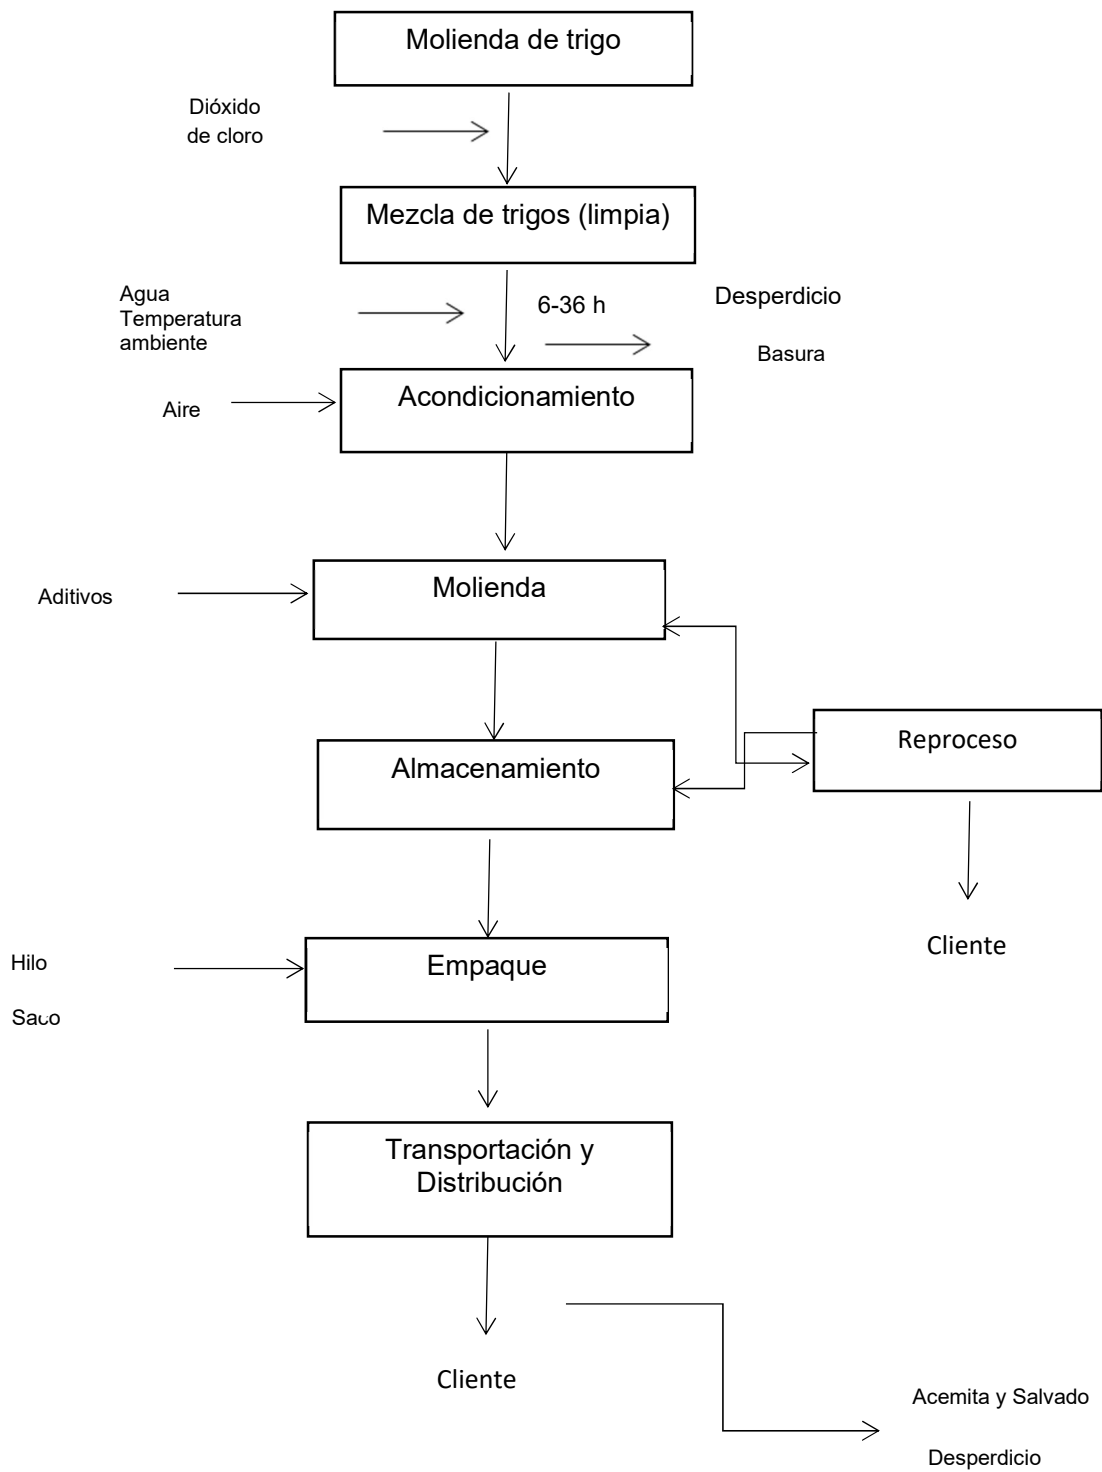 Molienda de trigo
Dióxido
de cloro
Mezcla de trigos (limpia)
Agua
Temperatura
ambiente
6-36 h
Desperdicio
Basura
Acondicionamiento
Aire
Molienda
Aditivos
Reproceso
Almacenamiento
Cliente
Empaque
Hilo
Saco
Transportación y
Distribución
Cliente
Acemita y Salvado
Desperdicio